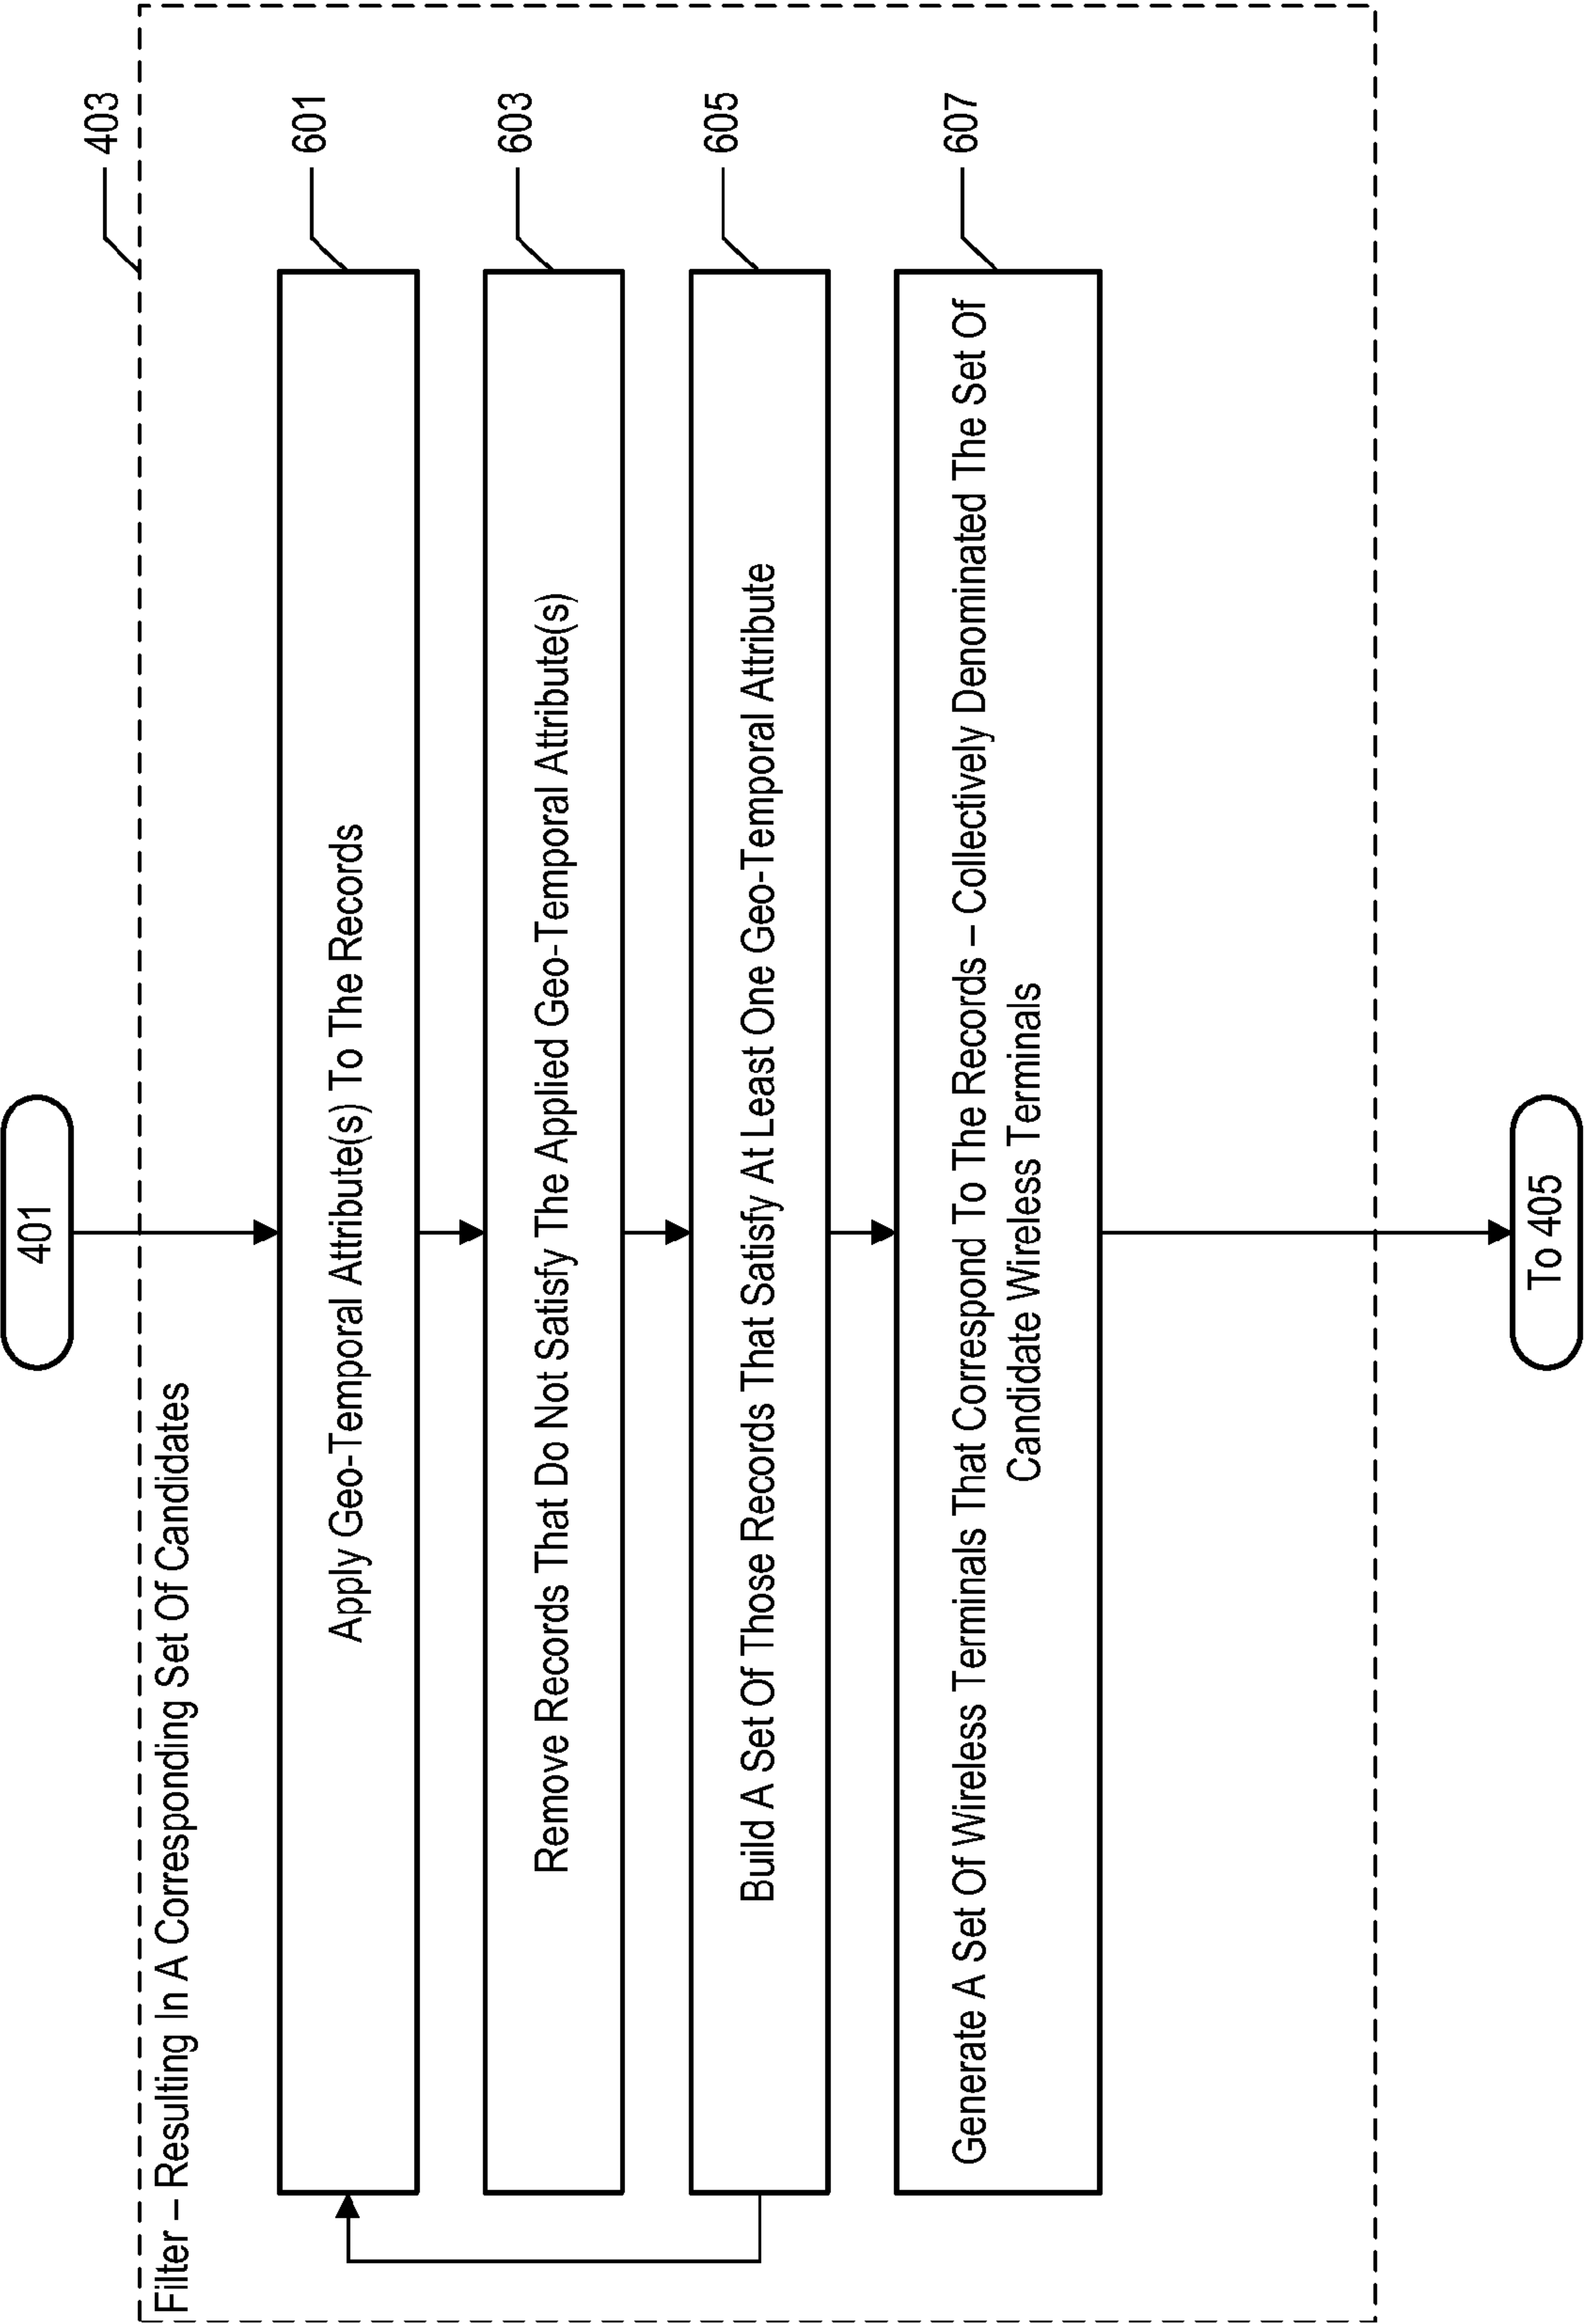 401
403
Filter – Resulting In A Corresponding Set Of Candidates
601
Apply Geo-Temporal Attribute(s) To The Records
603
Remove Records That Do Not Satisfy The Applied Geo-Temporal Attribute(s)
605
Build A Set Of Those Records That Satisfy At Least One Geo-Temporal Attribute
607
Generate A Set Of Wireless Terminals That Correspond To The Records – Collectively Denominated The Set Of
Candidate Wireless Terminals
To 405